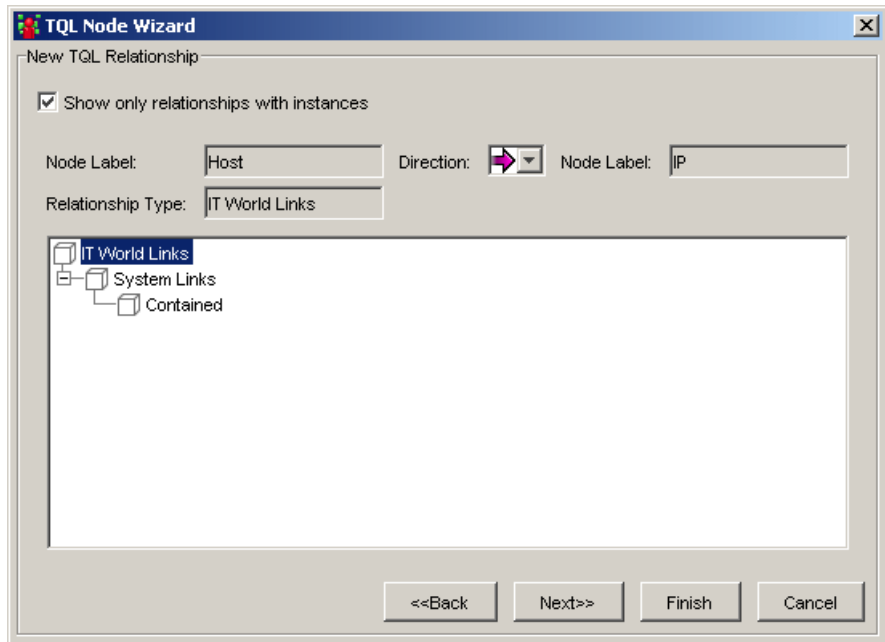 TQL Node Wizard
New TQL Relationship
Show only relationships with instances
Node Label: Host Direction: Node Label: IP
Relationship Type: IT World Links
IT World Links
System Links
Contained
<<Back Next>> Finish Cancel